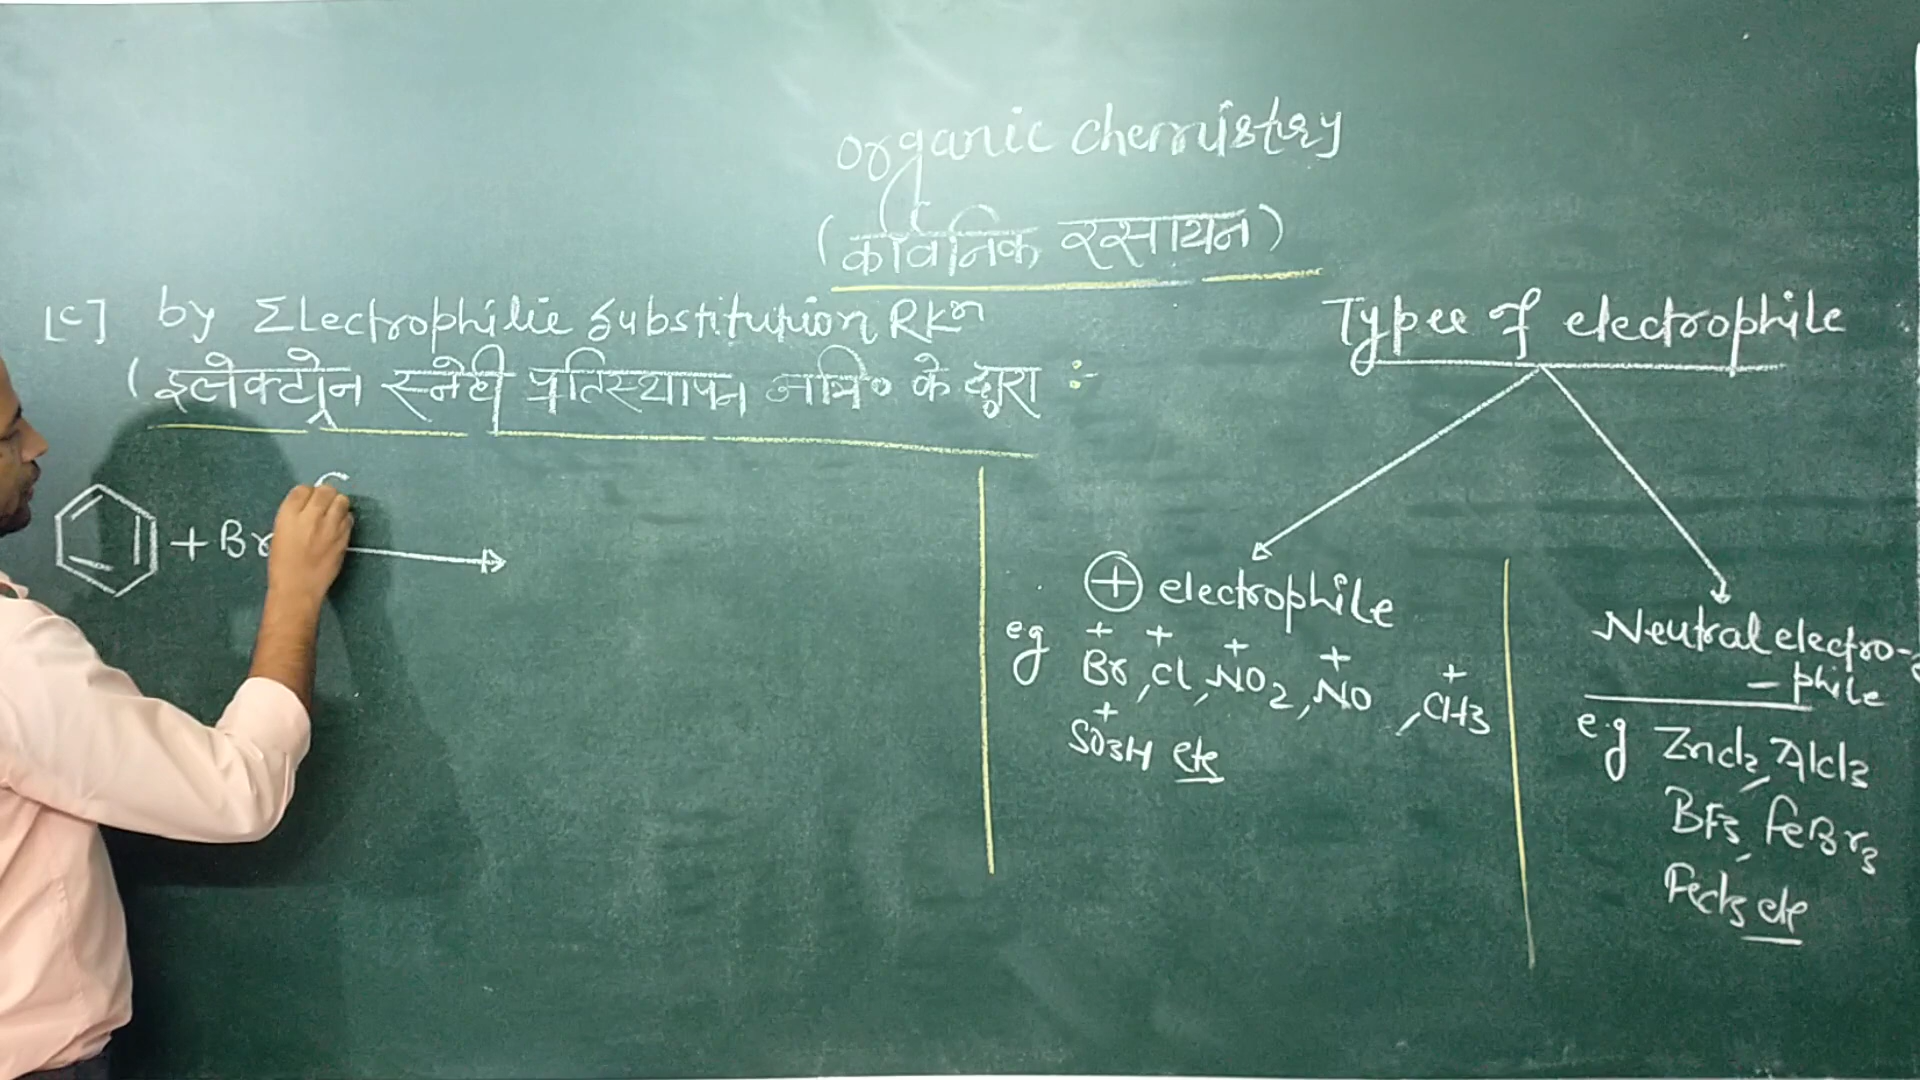 organic chemistry
(कार्बनिक रसायन)
[C] by Electrophilic Substitution Rxn
(इलेक्ट्रोन स्नेही प्रतिस्थापन अभि० के द्वारा :-
+ Br
Types of electrophile
⊕ electrophile
eg Br⁺, Cl⁺, NO₂⁺, NO⁺, CH₃⁺
SO₃H⁺ etc
Neutral electro-
- phile
e.g ZnCl₂, AlCl₃
BF₃, FeBr₃
FeCl₃ etc